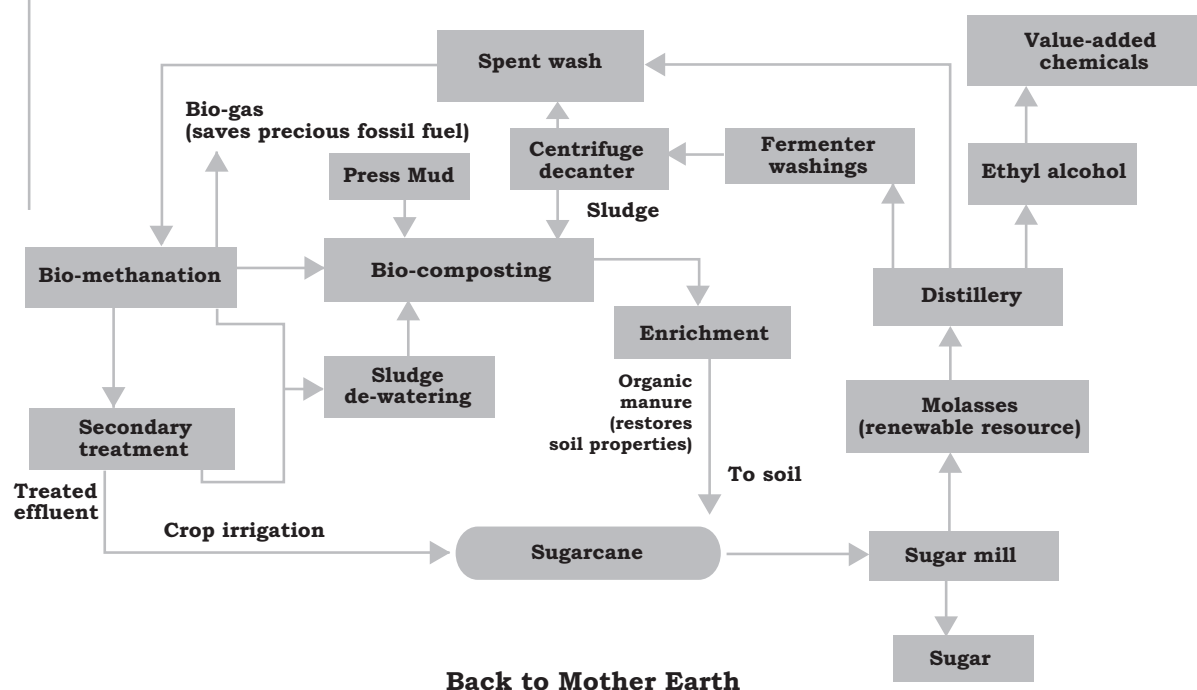 Value-added
chemicals
Spent wash
Bio-gas
(saves precious fossil fuel)
Centrifuge
decanter
Fermenter
washings
Ethyl alcohol
Press Mud
Sludge
Bio-methanation
Bio-composting
Distillery
Enrichment
Sludge
de-watering
Organic
manure
(restores
soil properties)
Molasses
(renewable resource)
Secondary
treatment
To soil
Treated
effluent
Crop irrigation
Sugarcane
Sugar mill
Sugar
Back to Mother Earth